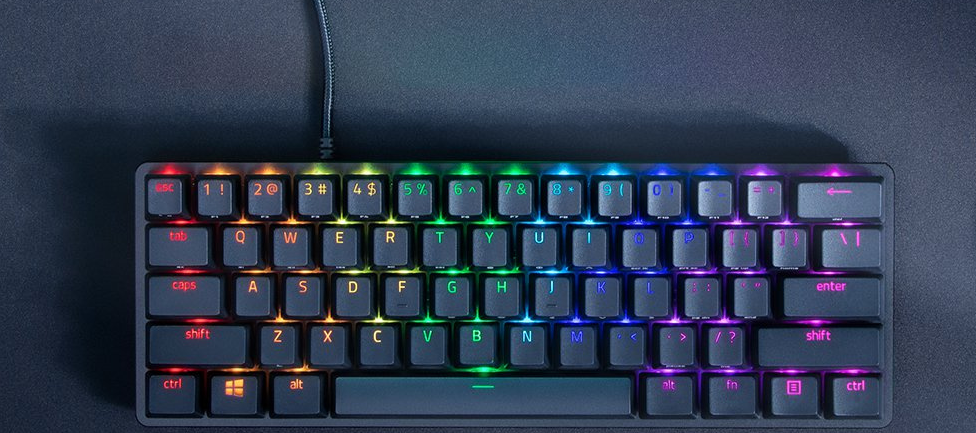 esc 1 ! 2 @ 3 # 4 $ 5 % 6 ^ 7 & 8 * 9 ( 0 ) - _ = + ←
tab Q W E R T Y U I O P [ { ] } \ |
caps A S D F G H J K L ; : ' " enter
shift Z X C V B N M , < . > / ? shift
ctrl alt alt fn ctrl